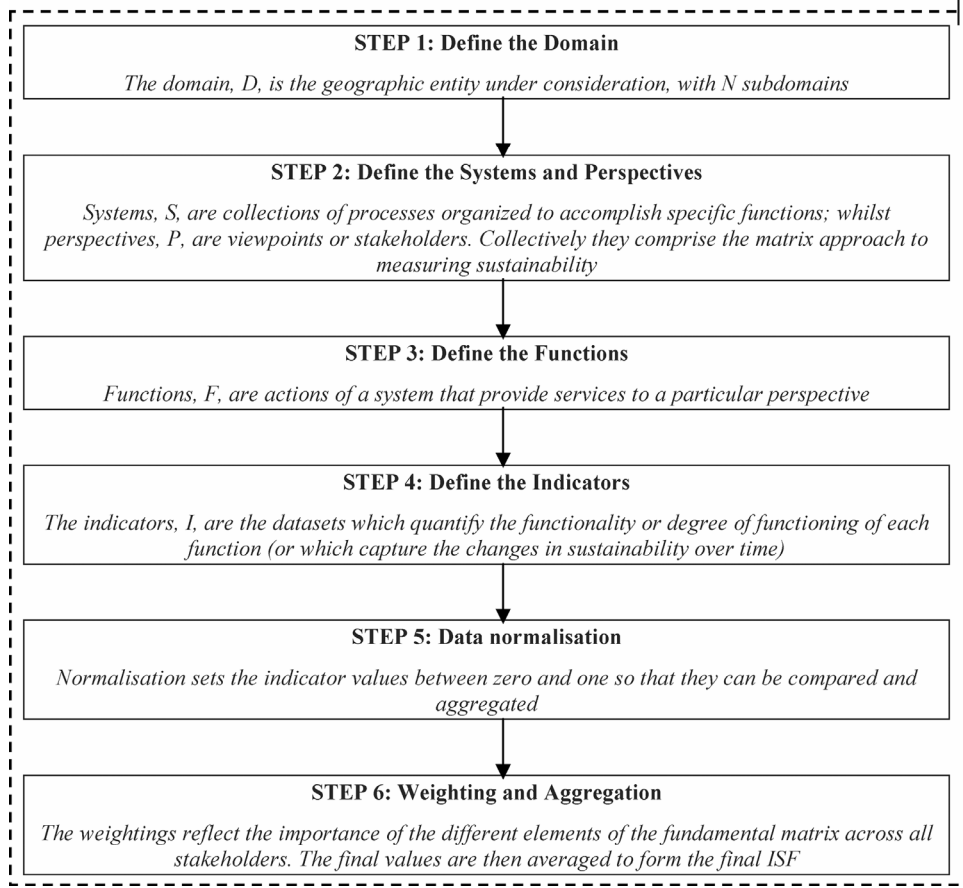 STEP 1: Define the Domain
The domain, D, is the geographic entity under consideration, with N subdomains
STEP 2: Define the Systems and Perspectives
Systems, S, are collections of processes organized to accomplish specific functions; whilst
perspectives, P, are viewpoints or stakeholders. Collectively they comprise the matrix approach to
measuring sustainability
STEP 3: Define the Functions
Functions, F, are actions of a system that provide services to a particular perspective
STEP 4: Define the Indicators
The indicators, I, are the datasets which quantify the functionality or degree of functioning of each
function (or which capture the changes in sustainability over time)
STEP 5: Data normalisation
Normalisation sets the indicator values between zero and one so that they can be compared and
aggregated
STEP 6: Weighting and Aggregation
The weightings reflect the importance of the different elements of the fundamental matrix across all
stakeholders. The final values are then averaged to form the final ISF